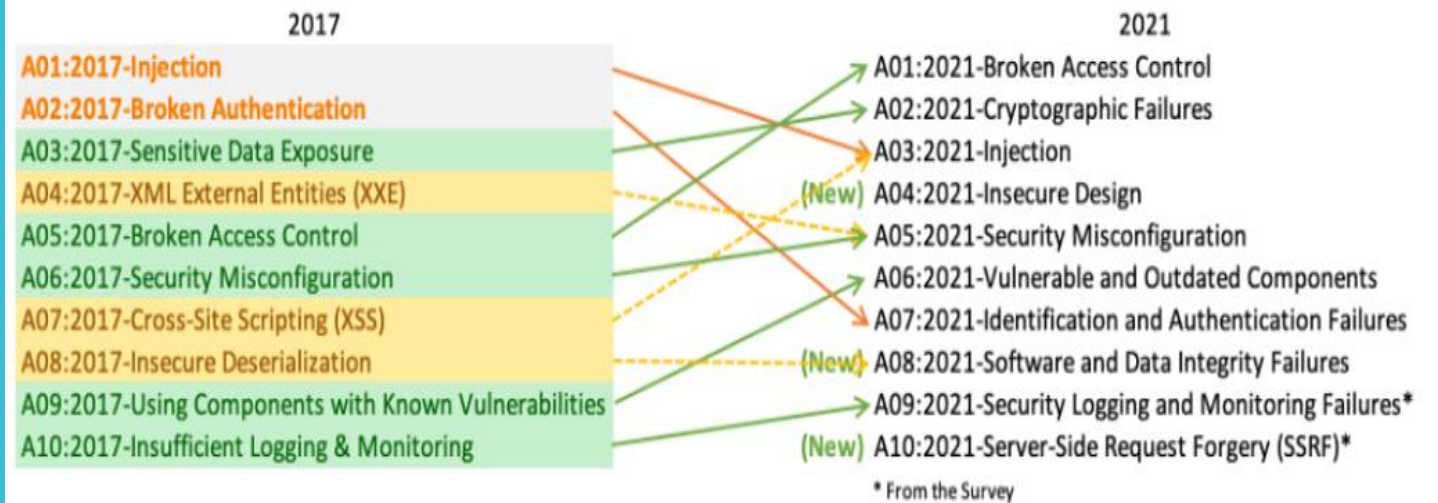 2017
A01:2017-Injection
A02:2017-Broken Authentication
A03:2017-Sensitive Data Exposure
A04:2017-XML External Entities (XXE)
A05:2017-Broken Access Control
A06:2017-Security Misconfiguration
A07:2017-Cross-Site Scripting (XSS)
A08:2017-Insecure Deserialization
A09:2017-Using Components with Known Vulnerabilities
A10:2017-Insufficient Logging & Monitoring
2021
A01:2021-Broken Access Control
A02:2021-Cryptographic Failures
A03:2021-Injection
(New) A04:2021-Insecure Design
A05:2021-Security Misconfiguration
A06:2021-Vulnerable and Outdated Components
A07:2021-Identification and Authentication Failures
(New) A08:2021-Software and Data Integrity Failures
A09:2021-Security Logging and Monitoring Failures*
(New) A10:2021-Server-Side Request Forgery (SSRF)*
* From the Survey